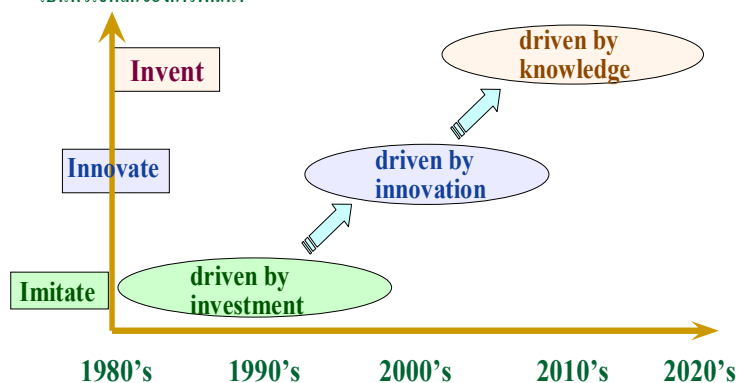 Invent
driven by
knowledge
Innovate
driven by
innovation
Imitate
driven by
investment
1980’s 1990’s 2000’s 2010’s 2020’s